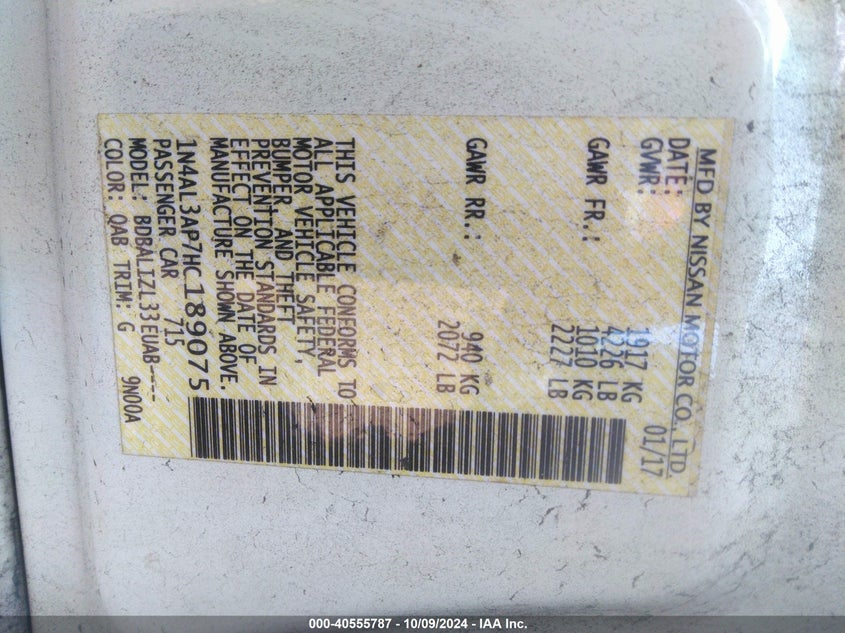 MFD BY NISSAN MOTOR CO., LTD.
DATE: 01/17
GVWR: 1917 KG
4226 LB
GAWR FR.: 1010 KG
2227 LB
GAWR RR.: 940 KG
2072 LB
THIS VEHICLE CONFORMS TO
ALL APPLICABLE FEDERAL
MOTOR VEHICLE SAFETY,
BUMPER, AND THEFT
PREVENTION STANDARDS IN
EFFECT ON THE DATE OF
MANUFACTURE SHOWN ABOVE.
1N4AL3AP7HC189075
PASSENGER CAR 715
MODEL: BDBALIZL33EUAB----
COLOR: QAB TRIM: G 9N00A
000-40555787 - 10/09/2024 - IAA Inc.